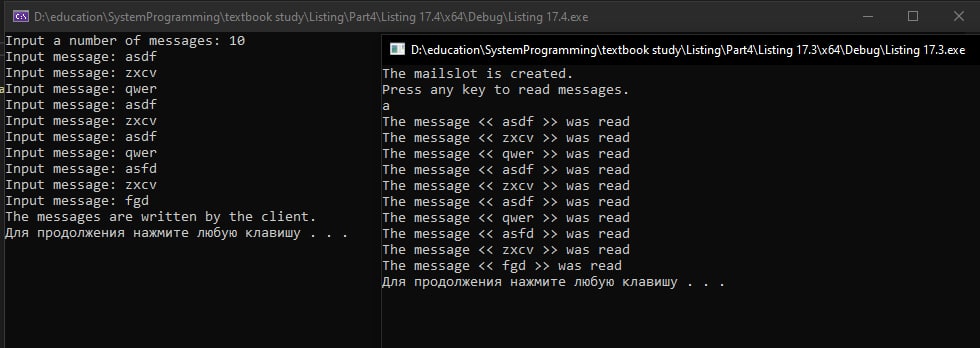 D:\education\SystemProgramming\textbook study\Listing\Part4\Listing 17.4\x64\Debug\Listing 17.4.exe
Input a number of messages: 10
Input message: asdf
Input message: zxcv
Input message: qwer
Input message: asdf
Input message: zxcv
Input message: asdf
Input message: qwer
Input message: asfd
Input message: zxcv
Input message: fgd
The messages are written by the client.
Для продолжения нажмите любую клавишу . . .
D:\education\SystemProgramming\textbook study\Listing\Part4\Listing 17.3\x64\Debug\Listing 17.3.exe
The mailslot is created.
Press any key to read messages.
a
The message << asdf >> was read
The message << zxcv >> was read
The message << qwer >> was read
The message << asdf >> was read
The message << zxcv >> was read
The message << asdf >> was read
The message << qwer >> was read
The message << asfd >> was read
The message << zxcv >> was read
The message << fgd >> was read
Для продолжения нажмите любую клавишу . . .